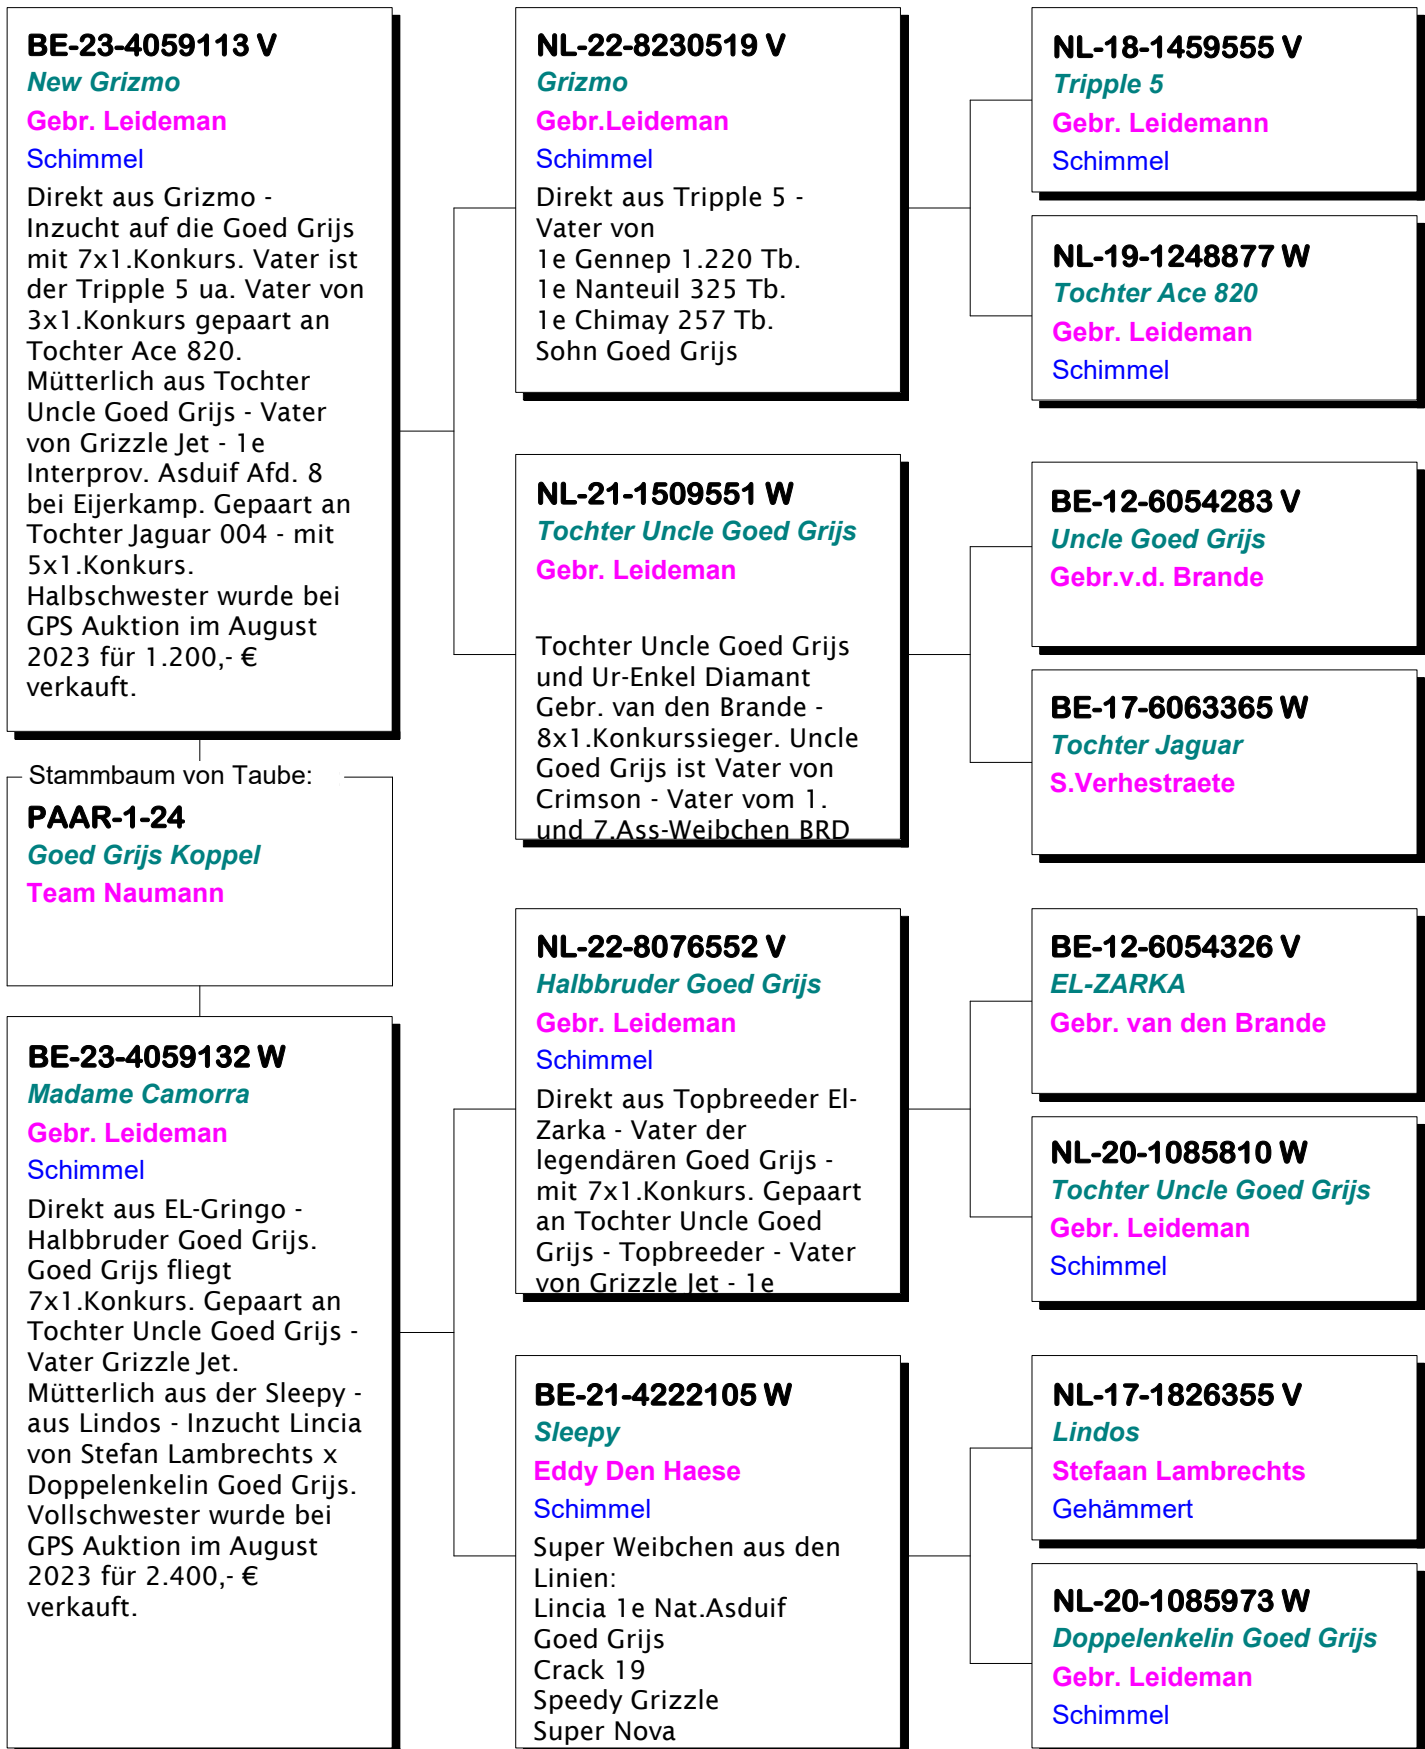 BE-23-4059113 V
New Grizmo
Gebr. Leideman
Schimmel
Direkt aus Grizmo -
Inzucht auf die Goed Grijs
mit 7x1.Konkurs. Vater ist
der Tripple 5 ua. Vater von
3x1.Konkurs gepaart an
Tochter Ace 820.
Mütterlich aus Tochter
Uncle Goed Grijs - Vater
von Grizzle Jet - 1e
Interprov. Asduif Afd. 8
bei Eijerkamp. Gepaart an
Tochter Jaguar 004 - mit
5x1.Konkurs.
Halbschwester wurde bei
GPS Auktion im August
2023 für 1.200,- €
verkauft.
Stammbaum von Taube:
PAAR-1-24
Goed Grijs Koppel
Team Naumann
BE-23-4059132 W
Madame Camorra
Gebr. Leideman
Schimmel
Direkt aus EL-Gringo -
Halbbruder Goed Grijs.
Goed Grijs fliegt
7x1.Konkurs. Gepaart an
Tochter Uncle Goed Grijs -
Vater Grizzle Jet.
Mütterlich aus der Sleepy -
aus Lindos - Inzucht Lincia
von Stefan Lambrechts x
Doppelenkelin Goed Grijs.
Vollschwester wurde bei
GPS Auktion im August
2023 für 2.400,- €
verkauft.
NL-22-8230519 V
Grizmo
Gebr.Leideman
Schimmel
Direkt aus Tripple 5 -
Vater von
1e Gennep 1.220 Tb.
1e Nanteuil 325 Tb.
1e Chimay 257 Tb.
Sohn Goed Grijs
NL-21-1509551 W
Tochter Uncle Goed Grijs
Gebr. Leideman
Tochter Uncle Goed Grijs
und Ur-Enkel Diamant
Gebr. van den Brande -
8x1.Konkurssieger. Uncle
Goed Grijs ist Vater von
Crimson - Vater vom 1.
und 7.Ass-Weibchen BRD
NL-22-8076552 V
Halbbruder Goed Grijs
Gebr. Leideman
Schimmel
Direkt aus Topbreeder El-
Zarka - Vater der
legendären Goed Grijs -
mit 7x1.Konkurs. Gepaart
an Tochter Uncle Goed
Grijs - Topbreeder - Vater
von Grizzle Jet - 1e
BE-21-4222105 W
Sleepy
Eddy Den Haese
Schimmel
Super Weibchen aus den
Linien:
Lincia 1e Nat.Asduif
Goed Grijs
Crack 19
Speedy Grizzle
Super Nova
NL-18-1459555 V
Tripple 5
Gebr. Leidemann
Schimmel
NL-19-1248877 W
Tochter Ace 820
Gebr. Leideman
Schimmel
BE-12-6054283 V
Uncle Goed Grijs
Gebr.v.d. Brande
BE-17-6063365 W
Tochter Jaguar
S.Verhestraete
BE-12-6054326 V
EL-ZARKA
Gebr. van den Brande
NL-20-1085810 W
Tochter Uncle Goed Grijs
Gebr. Leideman
Schimmel
NL-17-1826355 V
Lindos
Stefaan Lambrechts
Gehämmert
NL-20-1085973 W
Doppelenkelin Goed Grijs
Gebr. Leideman
Schimmel